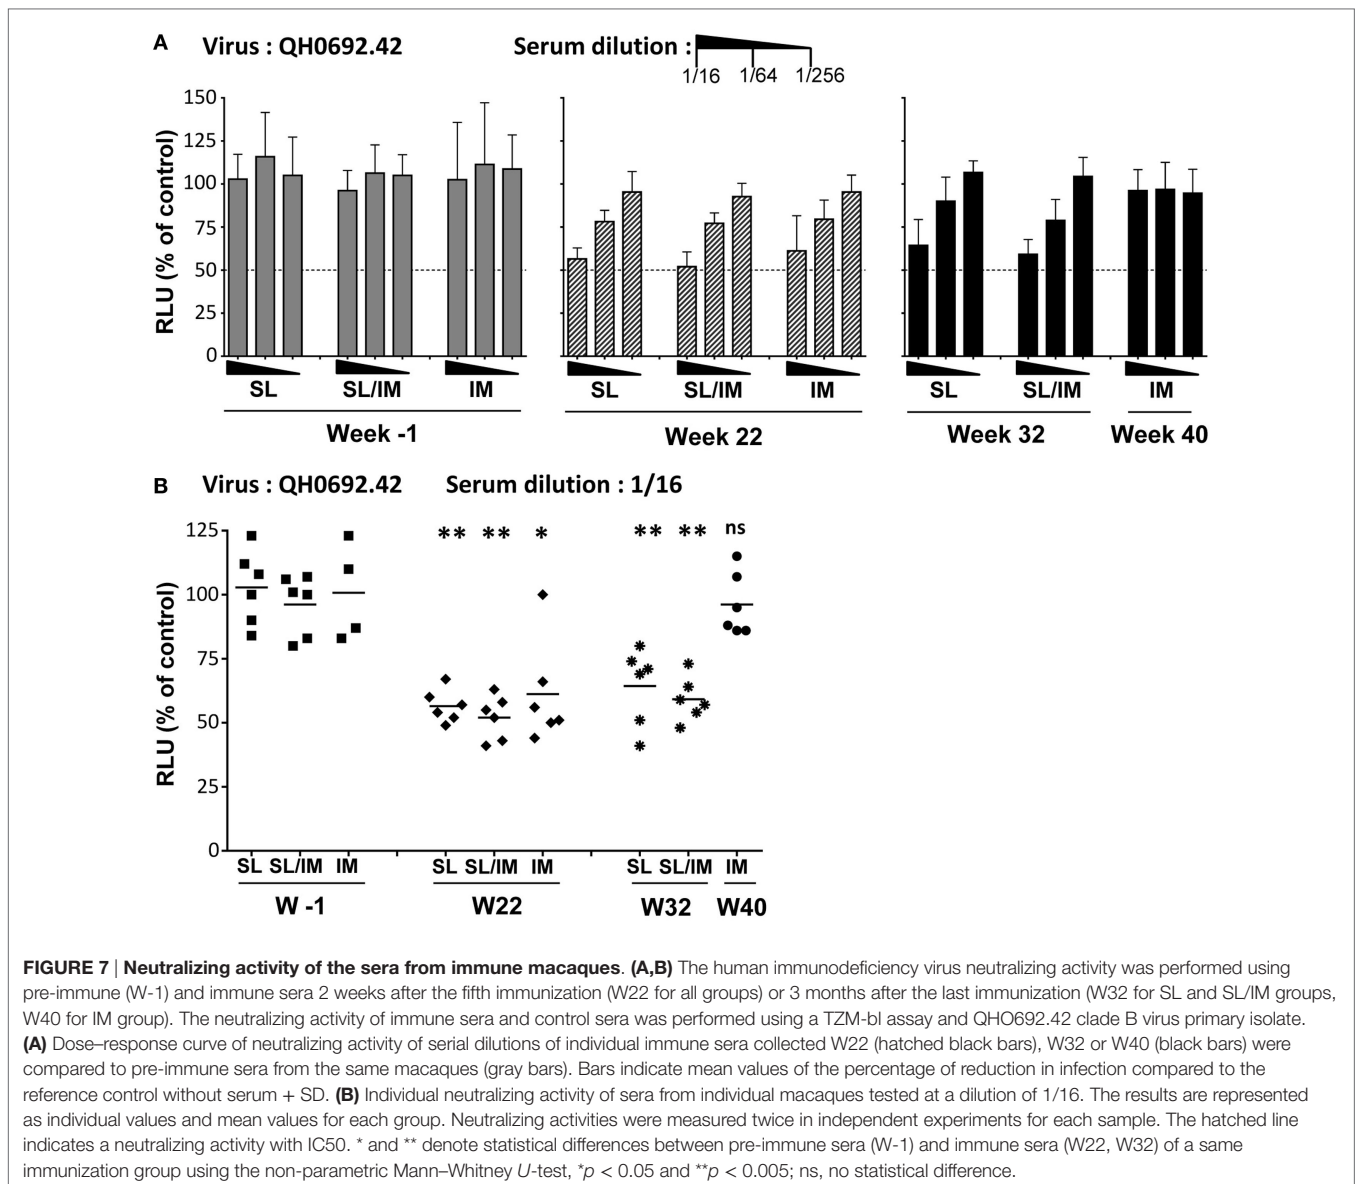 A Virus : QH0692.42 Serum dilution :
1/16 1/64 1/256
RLU (% of control)
150
125
100
75
50
25
0
SL SL/IM IM SL SL/IM IM SL SL/IM IM
Week -1 Week 22 Week 32 Week 40
B Virus : QH0692.42 Serum dilution : 1/16
RLU (% of control)
125
100
75
50
25
0
** ** * ** ** ns
SL SL/IM IM SL SL/IM IM SL SL/IM IM
W -1 W22 W32 W40
FIGURE 7 | Neutralizing activity of the sera from immune macaques. (A,B) The human immunodeficiency virus neutralizing activity was performed using
pre-immune (W-1) and immune sera 2 weeks after the fifth immunization (W22 for all groups) or 3 months after the last immunization (W32 for SL and SL/IM groups,
W40 for IM group). The neutralizing activity of immune sera and control sera was performed using a TZM-bl assay and QHO692.42 clade B virus primary isolate.
(A) Dose–response curve of neutralizing activity of serial dilutions of individual immune sera collected W22 (hatched black bars), W32 or W40 (black bars) were
compared to pre-immune sera from the same macaques (gray bars). Bars indicate mean values of the percentage of reduction in infection compared to the
reference control without serum + SD. (B) Individual neutralizing activity of sera from individual macaques tested at a dilution of 1/16. The results are represented
as individual values and mean values for each group. Neutralizing activities were measured twice in independent experiments for each sample. The hatched line
indicates a neutralizing activity with IC50. * and ** denote statistical differences between pre-immune sera (W-1) and immune sera (W22, W32) of a same
immunization group using the non-parametric Mann–Whitney U-test, *p < 0.05 and **p < 0.005; ns, no statistical difference.